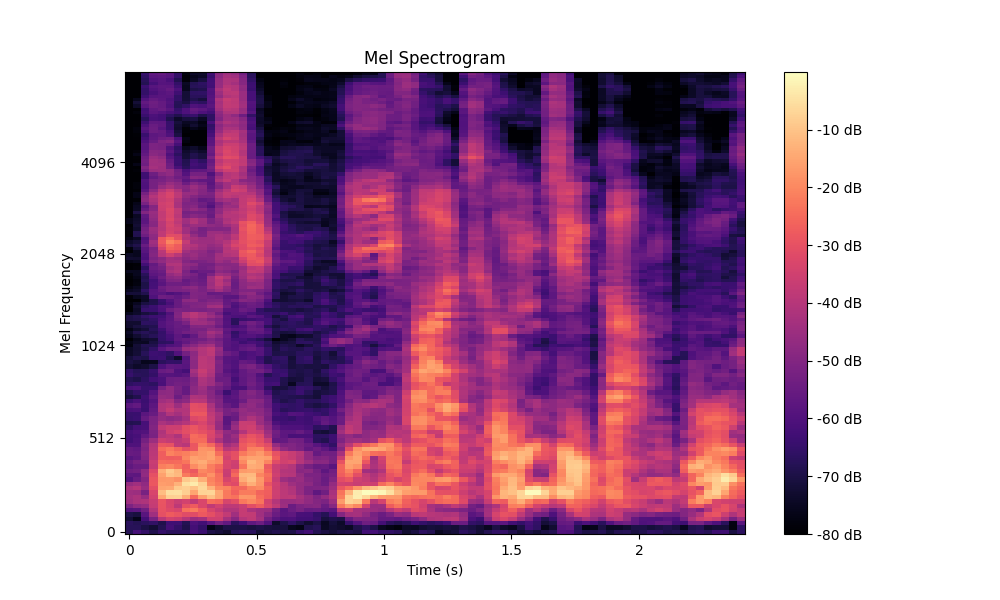 Mel Spectrogram
Mel Frequency
4096
2048
1024
512
0
0
0.5
1
1.5
2
Time (s)
-10 dB
-20 dB
-30 dB
-40 dB
-50 dB
-60 dB
-70 dB
-80 dB